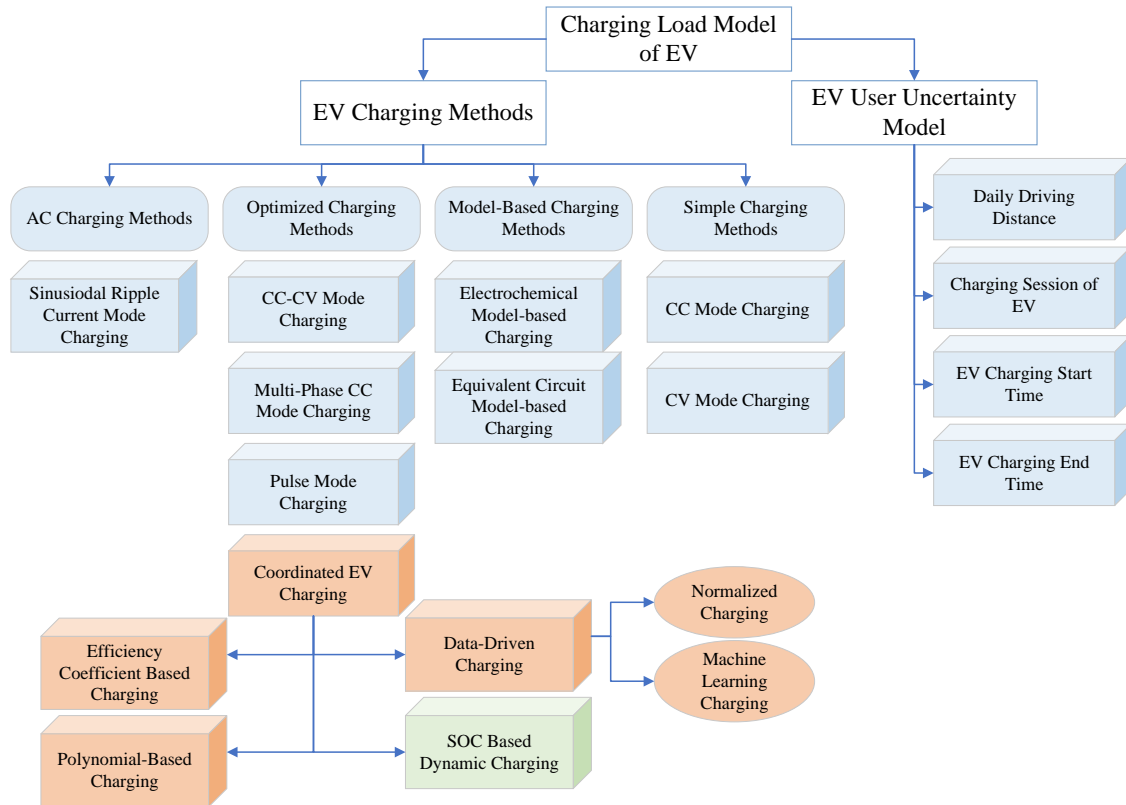 Charging Load Model
of EV
EV Charging Methods
EV User Uncertainty
Model
AC Charging Methods
Optimized Charging
Methods
Model-Based Charging
Methods
Simple Charging
Methods
Daily Driving
Distance
Sinusiodal Ripple
Current Mode
Charging
CC-CV Mode
Charging
Electrochemical
Model-based
Charging
CC Mode Charging
Charging Session of
EV
Multi-Phase CC
Mode Charging
Equivalent Circuit
Model-based
Charging
CV Mode Charging
EV Charging Start
Time
Pulse Mode
Charging
EV Charging End
Time
Coordinated EV
Charging
Efficiency
Coefficient Based
Charging
Data-Driven
Charging
Normalized
Charging
Machine
Learning
Charging
Polynomial-Based
Charging
SOC Based
Dynamic Charging